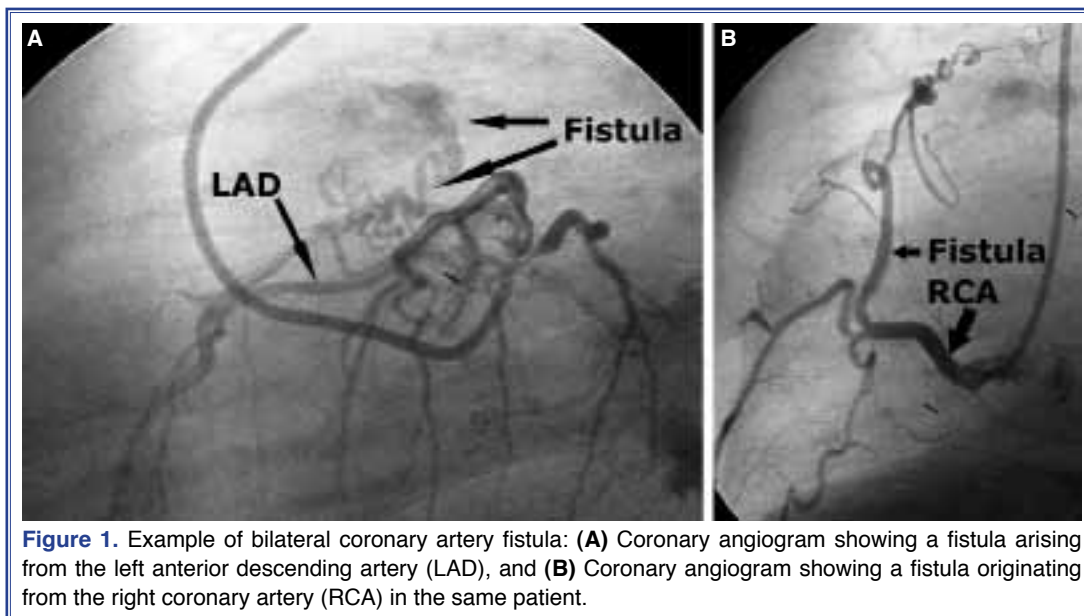 A
Fistula
LAD
B
Fistula
RCA
Figure 1. Example of bilateral coronary artery fistula: (A) Coronary angiogram showing a fistula arising
from the left anterior descending artery (LAD), and (B) Coronary angiogram showing a fistula originating
from the right coronary artery (RCA) in the same patient.